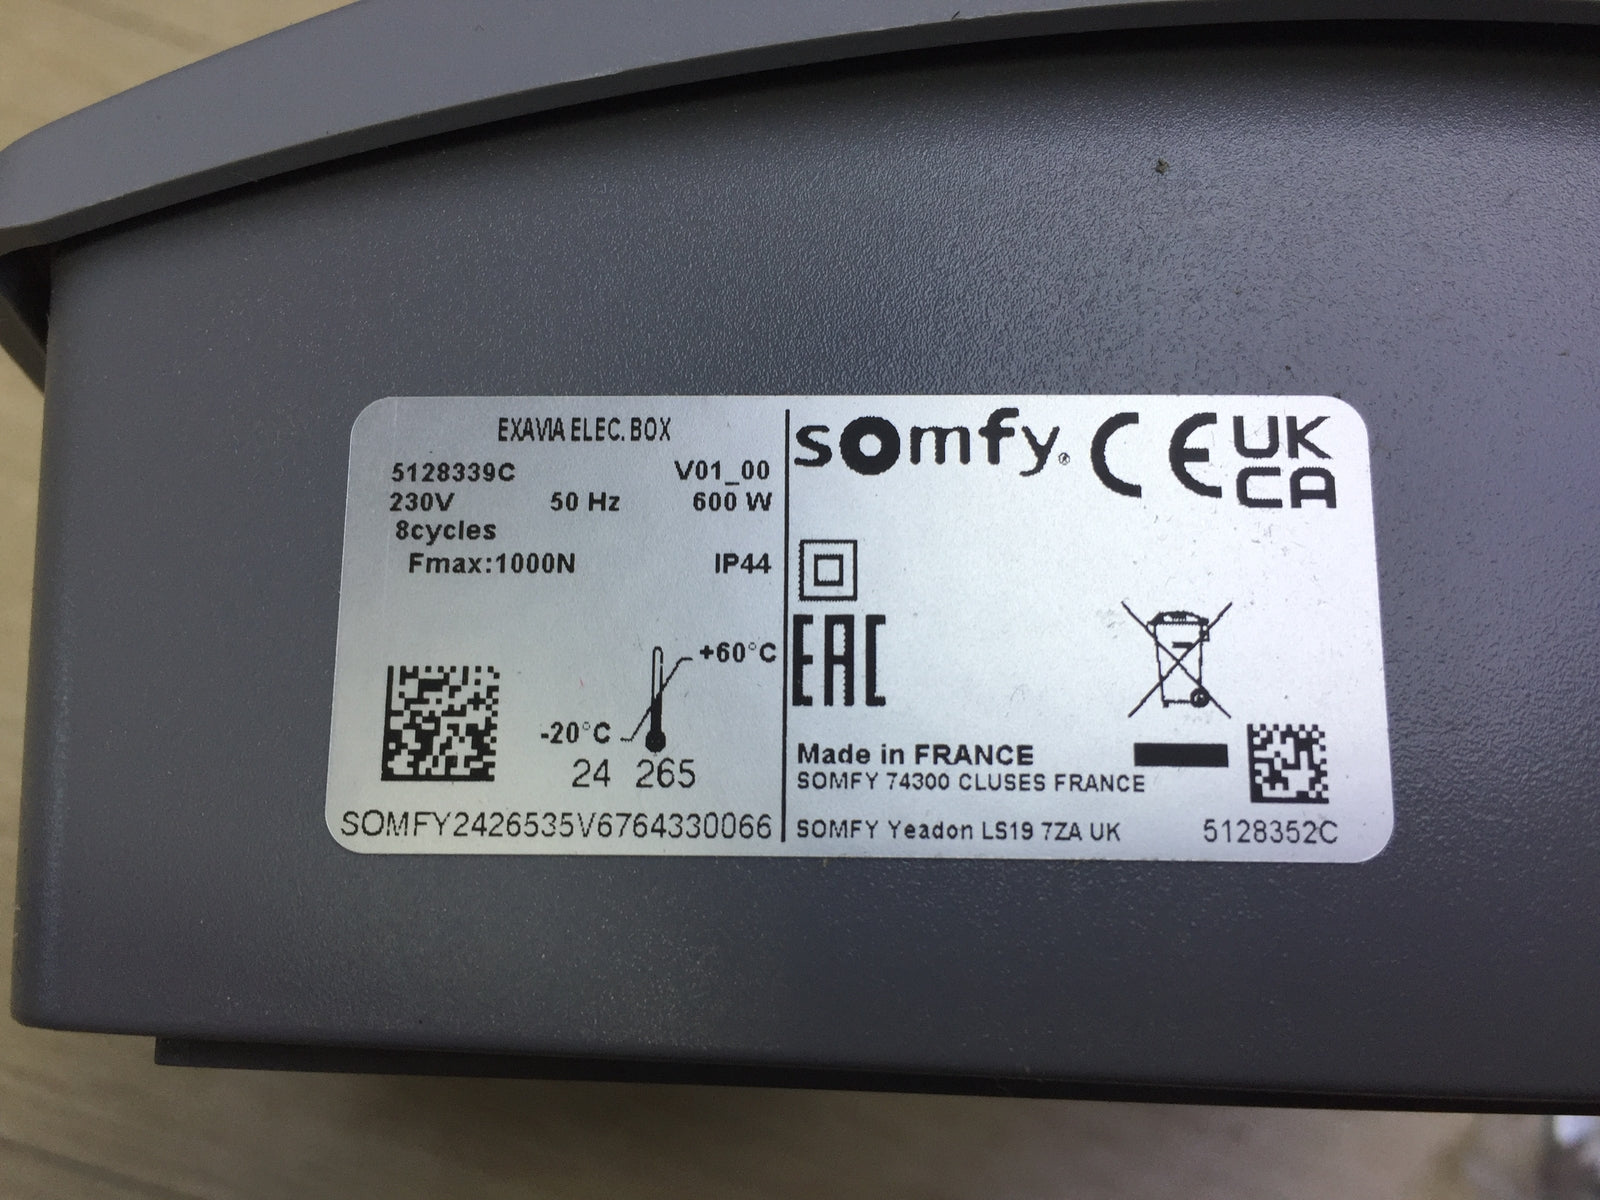 EXAVIA ELEC. BOX
5128339C V01_00
230V 50 Hz 600 W
8cycles
Fmax:1000N IP44
+60°C
-20°C
24 265
SOMFY2426535V6764330066
somfy® CE UK
CA
EAC
Made in FRANCE
SOMFY 74300 CLUSES FRANCE
SOMFY Yeadon LS19 7ZA UK 5128352C